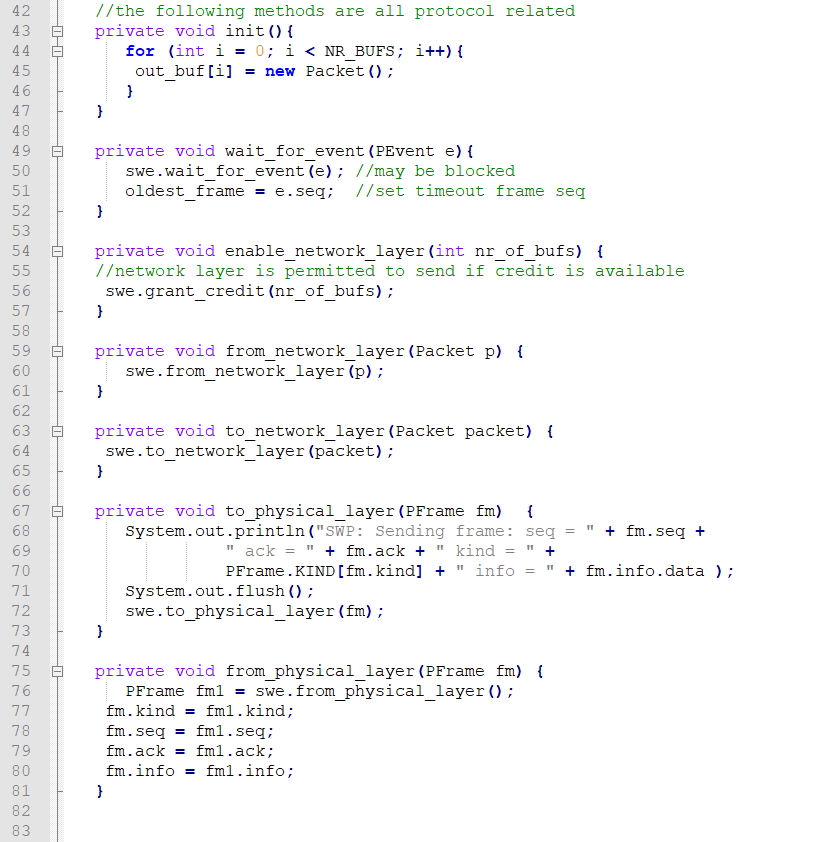 42 //the following methods are all protocol related
43 private void init(){
44 for (int i = 0; i < NR_BUFS; i++){
45 out_buf[i] = new Packet();
46 }
47 }
48
49 private void wait_for_event(PEvent e){
50 swe.wait_for_event(e); //may be blocked
51 oldest_frame = e.seq; //set timeout frame seq
52 }
53
54 private void enable_network_layer(int nr_of_bufs) {
55 //network layer is permitted to send if credit is available
56 swe.grant_credit(nr_of_bufs);
57 }
58
59 private void from_network_layer(Packet p) {
60 swe.from_network_layer(p);
61 }
62
63 private void to_network_layer(Packet packet) {
64 swe.to_network_layer(packet);
65 }
66
67 private void to_physical_layer(PFrame fm) {
68 System.out.println("SWP: Sending frame: seq = " + fm.seq +
69 " ack = " + fm.ack + " kind = " +
70 PFrame.KIND[fm.kind] + " info = " + fm.info.data );
71 System.out.flush();
72 swe.to_physical_layer(fm);
73 }
74
75 private void from_physical_layer(PFrame fm) {
76 PFrame fm1 = swe.from_physical_layer();
77 fm.kind = fm1.kind;
78 fm.seq = fm1.seq;
79 fm.ack = fm1.ack;
80 fm.info = fm1.info;
81 }
82
83